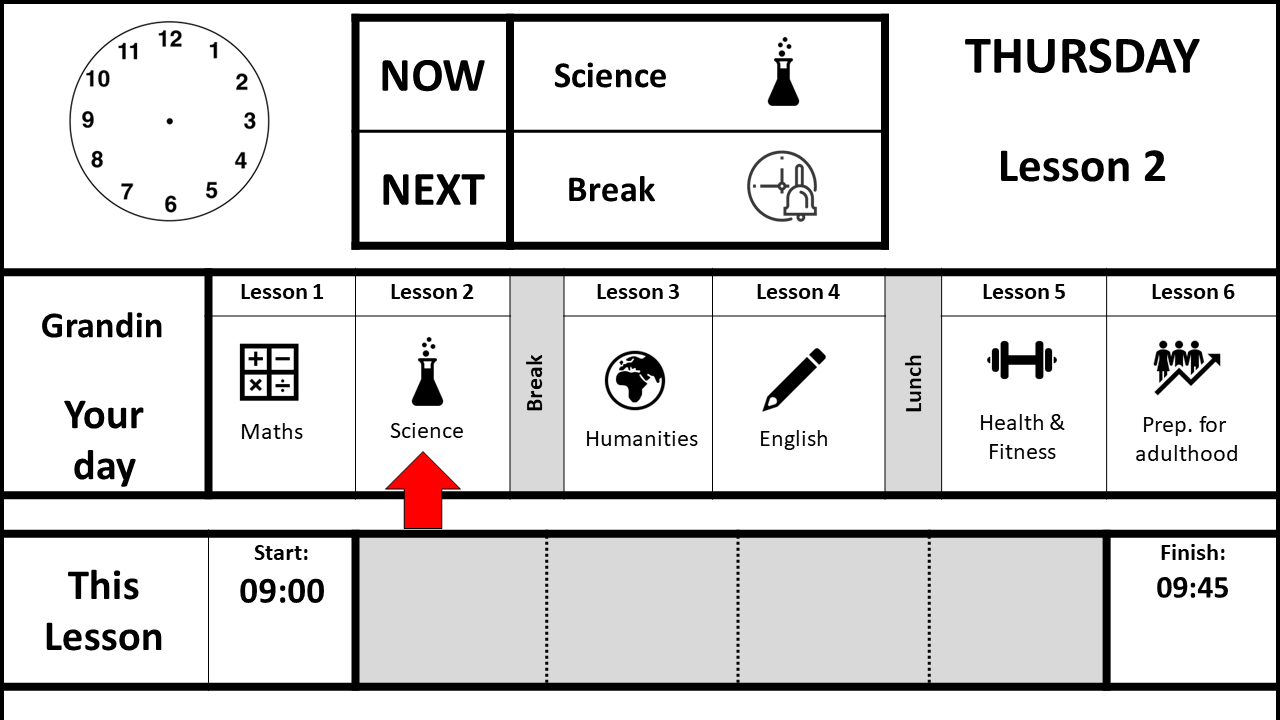 12
11
1
10
2
9
3
8
4
7
5
6
NOW
Science
NEXT
Break
THURSDAY
Lesson 2
Grandin
Your
day
Lesson 1
Maths
Lesson 2
Science
Break
Lesson 3
Humanities
Lesson 4
English
Lunch
Lesson 5
Health &
Fitness
Lesson 6
Prep. for
adulthood
This
Lesson
Start:
09:00
Finish:
09:45